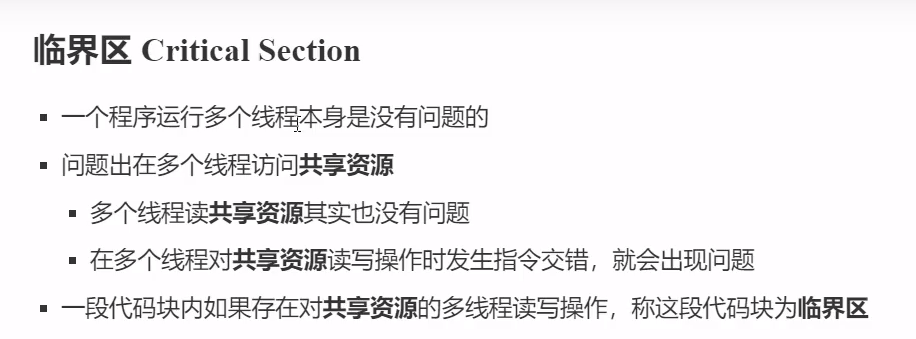 临界区 Critical Section
一个程序运行多个线程本身是没有问题的
问题出在多个线程访问共享资源
多个线程读共享资源其实也没有问题
在多个线程对共享资源读写操作时发生指令交错，就会出现问题
一段代码块内如果存在对共享资源的多线程读写操作，称这段代码块为临界区